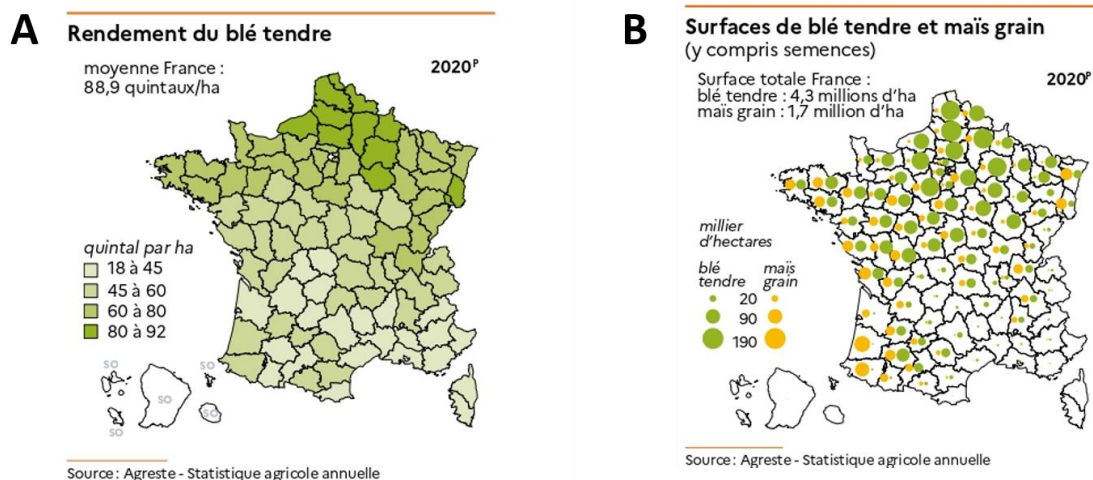 A
Rendement du blé tendre
moyenne France :
88,9 quintaux/ha
2020ᴾ
quintal par ha
18 à 45
45 à 60
60 à 80
80 à 92
SO
SO
SO
SO
Source : Agreste - Statistique agricole annuelle
B
Surfaces de blé tendre et maïs grain
(y compris semences)
Surface totale France :
blé tendre : 4,3 millions d'ha
maïs grain : 1,7 million d'ha
2020ᴾ
millier
d'hectares
blé
tendre
maïs
grain
20
90
190
Source : Agreste - Statistique agricole annuelle